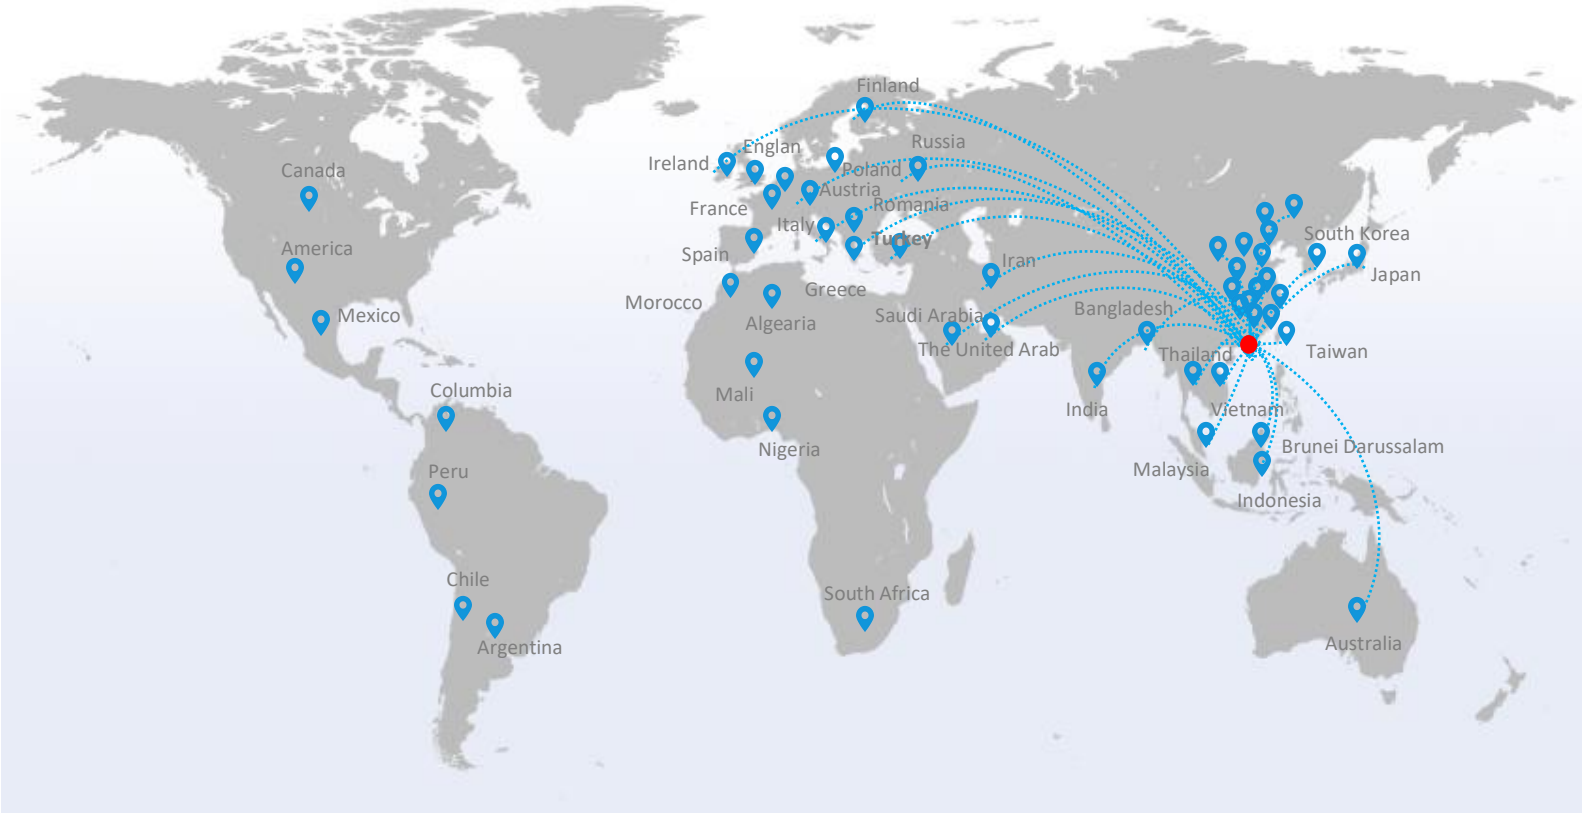 Finland
Russia
Englan
Ireland
Poland
Austria
Romania
France
Italy
Turkey
Spain
Greece
Iran
Morocco
Algearia
Saudi Arabia
The United Arab
Bangladesh
South Korea
Japan
Taiwan
Thailand
India
Vietnam
Malaysia
Brunei Darussalam
Indonesia
Australia
Canada
America
Mexico
Columbia
Peru
Chile
Argentina
Mali
Nigeria
South Africa